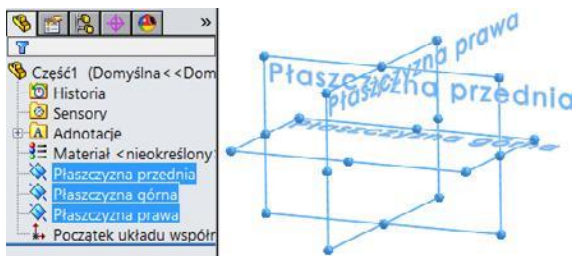 »
Część1 (Domyślna<<Dom
Historia
Sensory
A Adnotacje
Materiał <nieokreślony
Płaszczyzna przednia
Płaszczyzna górna
Płaszczyzna prawa
Początek układu współr
Płaszczyzna prawa
Płaszczyzna przednia
Płaszczyzna górna